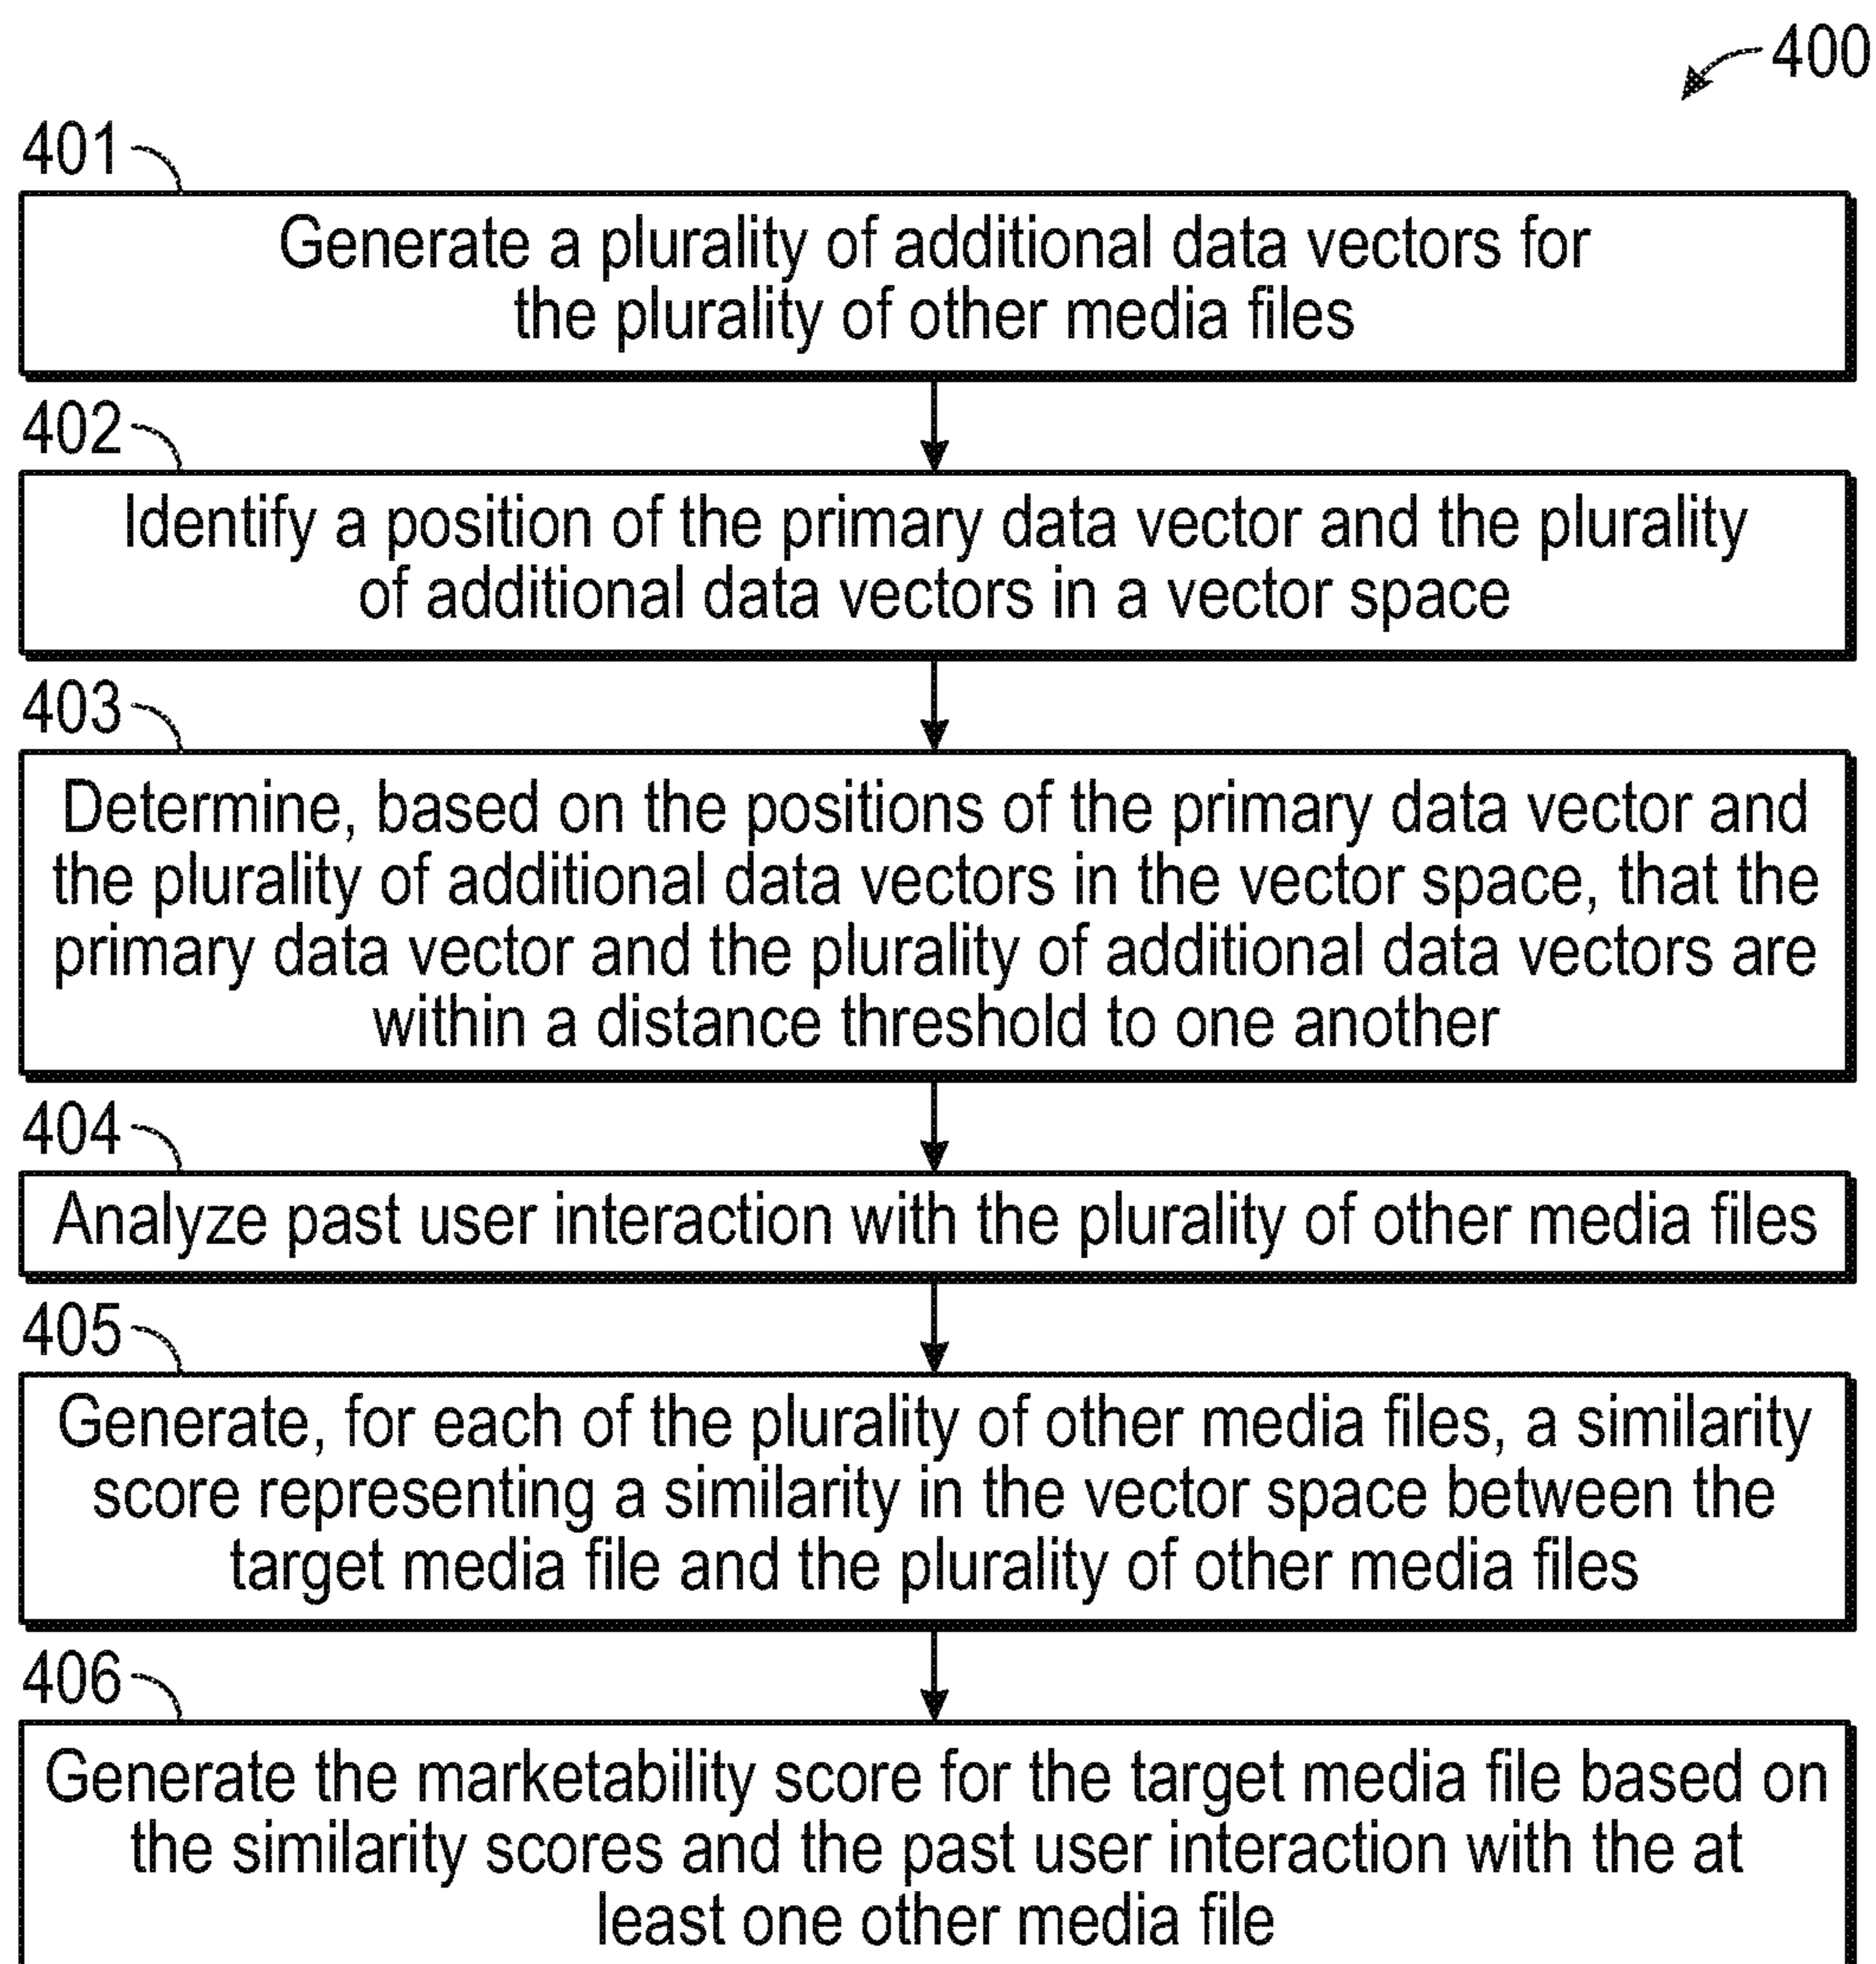 400
401
Generate a plurality of additional data vectors for
the plurality of other media files
402
Identify a position of the primary data vector and the plurality
of additional data vectors in a vector space
403
Determine, based on the positions of the primary data vector and
the plurality of additional data vectors in the vector space, that the
primary data vector and the plurality of additional data vectors are
within a distance threshold to one another
404
Analyze past user interaction with the plurality of other media files
405
Generate, for each of the plurality of other media files, a similarity
score representing a similarity in the vector space between the
target media file and the plurality of other media files
406
Generate the marketability score for the target media file based on
the similarity scores and the past user interaction with the at
least one other media file